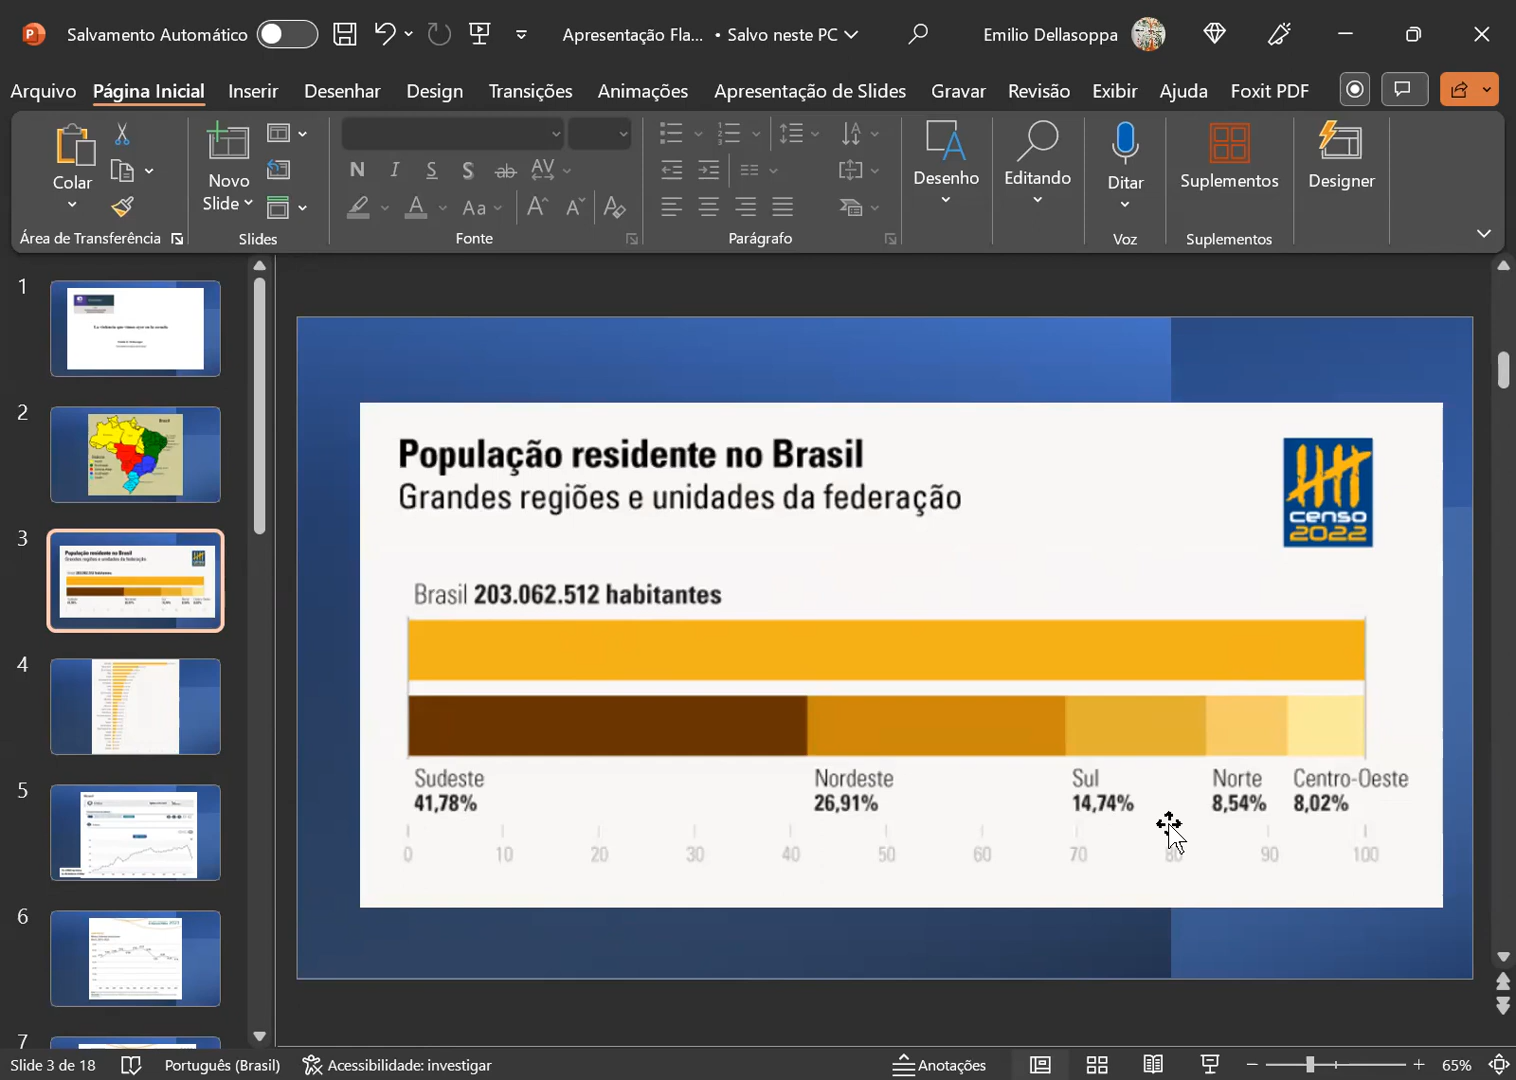 Salvamento Automático
Apresentação Fla... • Salvo neste PC
Emilio Dellasoppa
Arquivo
Página Inicial
Inserir
Desenhar
Design
Transições
Animações
Apresentação de Slides
Gravar
Revisão
Exibir
Ajuda
Foxit PDF
Colar
Novo
Slide
N I S S ab AV
A Aa A A
Desenho
Editando
Ditar
Suplementos
Designer
Área de Transferência
Slides
Fonte
Parágrafo
Voz
Suplementos
1
2
3
4
5
6
7
População residente no Brasil
Grandes regiões e unidades da federação
censo
2022
Brasil 203.062.512 habitantes
Sudeste
41,78%
Nordeste
26,91%
Sul
14,74%
Norte
8,54%
Centro-Oeste
8,02%
0 10 20 30 40 50 60 70 80 90 100
Slide 3 de 18
Português (Brasil)
Acessibilidade: investigar
Anotações
65%